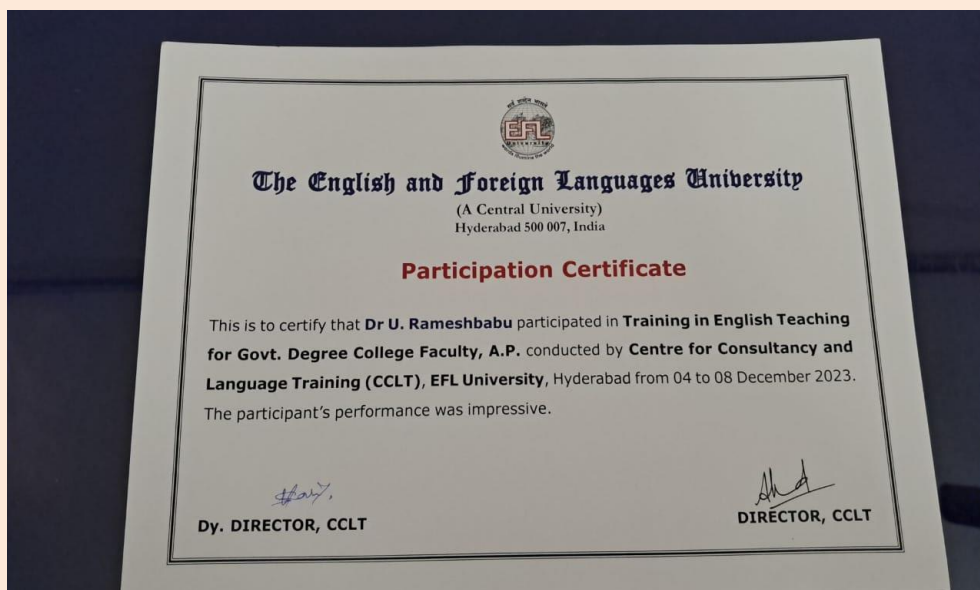 EFL
University
The English and Foreign Languages University
(A Central University)
Hyderabad 500 007, India
Participation Certificate
This is to certify that Dr U. Rameshbabu participated in Training in English Teaching
for Govt. Degree College Faculty, A.P. conducted by Centre for Consultancy and
Language Training (CCLT), EFL University, Hyderabad from 04 to 08 December 2023.
The participant's performance was impressive.
Dy. DIRECTOR, CCLT
DIRECTOR, CCLT